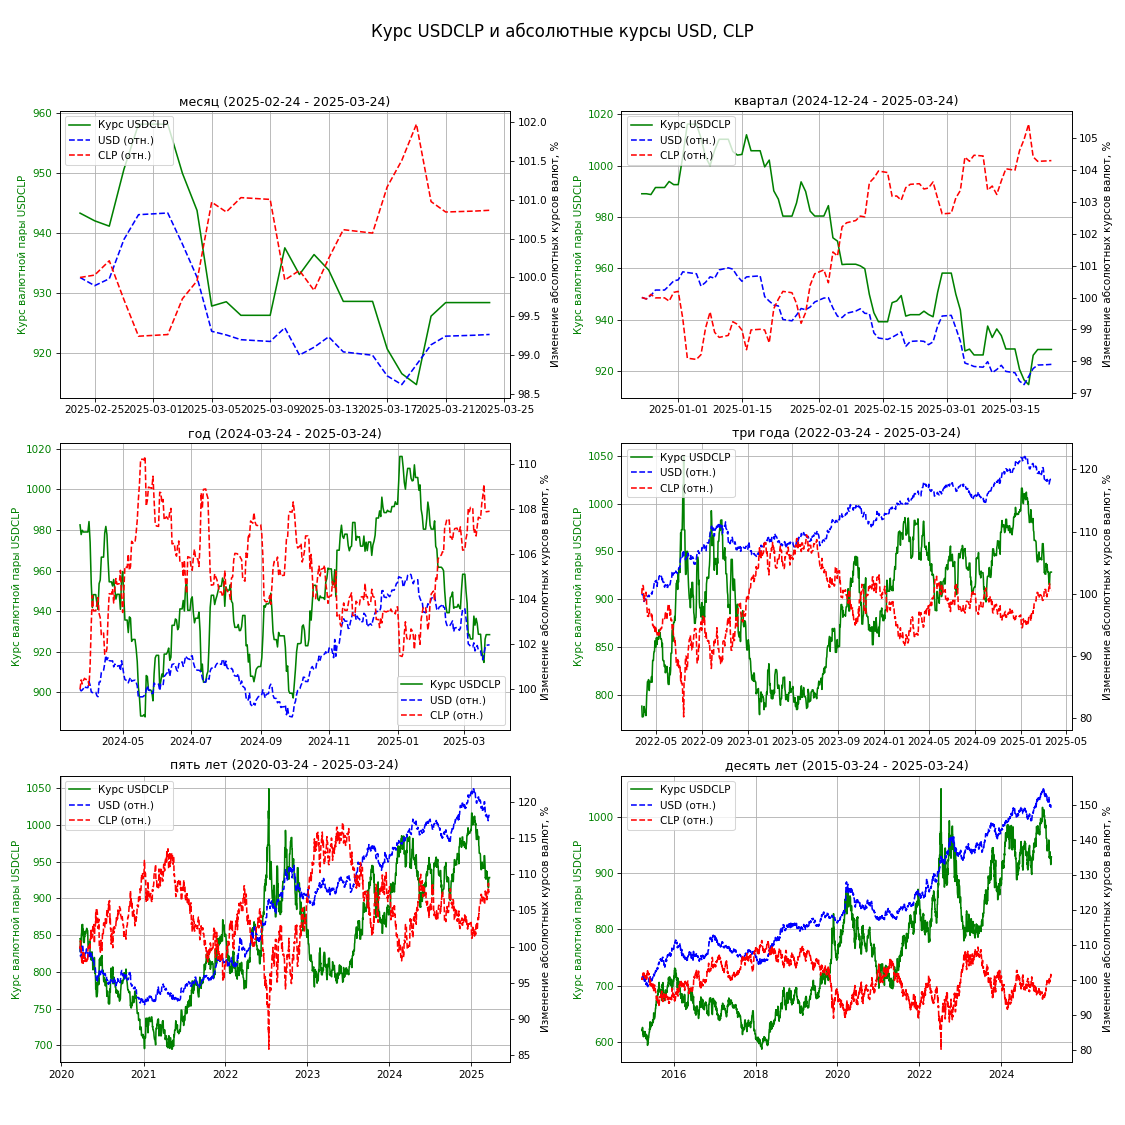 Курс USDCLP и абсолютные курсы USD, CLP
месяц (2025-02-24 - 2025-03-24)
Курс USDCLP
USD (отн.)
CLP (отн.)
Курс валютной пары USDCLP
960
950
940
930
920
102.0
101.5
101.0
100.5
100.0
99.5
99.0
98.5
Изменение абсолютных курсов валют, %
2025-02-25 2025-03-01 2025-03-05 2025-03-09 2025-03-13 2025-03-17 2025-03-21 2025-03-25
квартал (2024-12-24 - 2025-03-24)
Курс USDCLP
USD (отн.)
CLP (отн.)
Курс валютной пары USDCLP
1020
1000
980
960
940
920
105
104
103
102
101
100
99
98
97
Изменение абсолютных курсов валют, %
2025-01-01 2025-01-15 2025-02-01 2025-02-15 2025-03-01 2025-03-15
год (2024-03-24 - 2025-03-24)
Курс USDCLP
USD (отн.)
CLP (отн.)
Курс валютной пары USDCLP
1020
1000
980
960
940
920
900
110
108
106
104
102
100
Изменение абсолютных курсов валют, %
2024-05 2024-07 2024-09 2024-11 2025-01 2025-03
три года (2022-03-24 - 2025-03-24)
Курс USDCLP
USD (отн.)
CLP (отн.)
Курс валютной пары USDCLP
1050
1000
950
900
850
800
120
110
100
90
80
Изменение абсолютных курсов валют, %
2022-05 2022-09 2023-01 2023-05 2023-09 2024-01 2024-05 2024-09 2025-01 2025-05
пять лет (2020-03-24 - 2025-03-24)
Курс USDCLP
USD (отн.)
CLP (отн.)
Курс валютной пары USDCLP
1050
1000
950
900
850
800
750
700
120
115
110
105
100
95
90
85
Изменение абсолютных курсов валют, %
2020 2021 2022 2023 2024 2025
десять лет (2015-03-24 - 2025-03-24)
Курс USDCLP
USD (отн.)
CLP (отн.)
Курс валютной пары USDCLP
1000
900
800
700
600
150
140
130
120
110
100
90
80
Изменение абсолютных курсов валют, %
2016 2018 2020 2022 2024